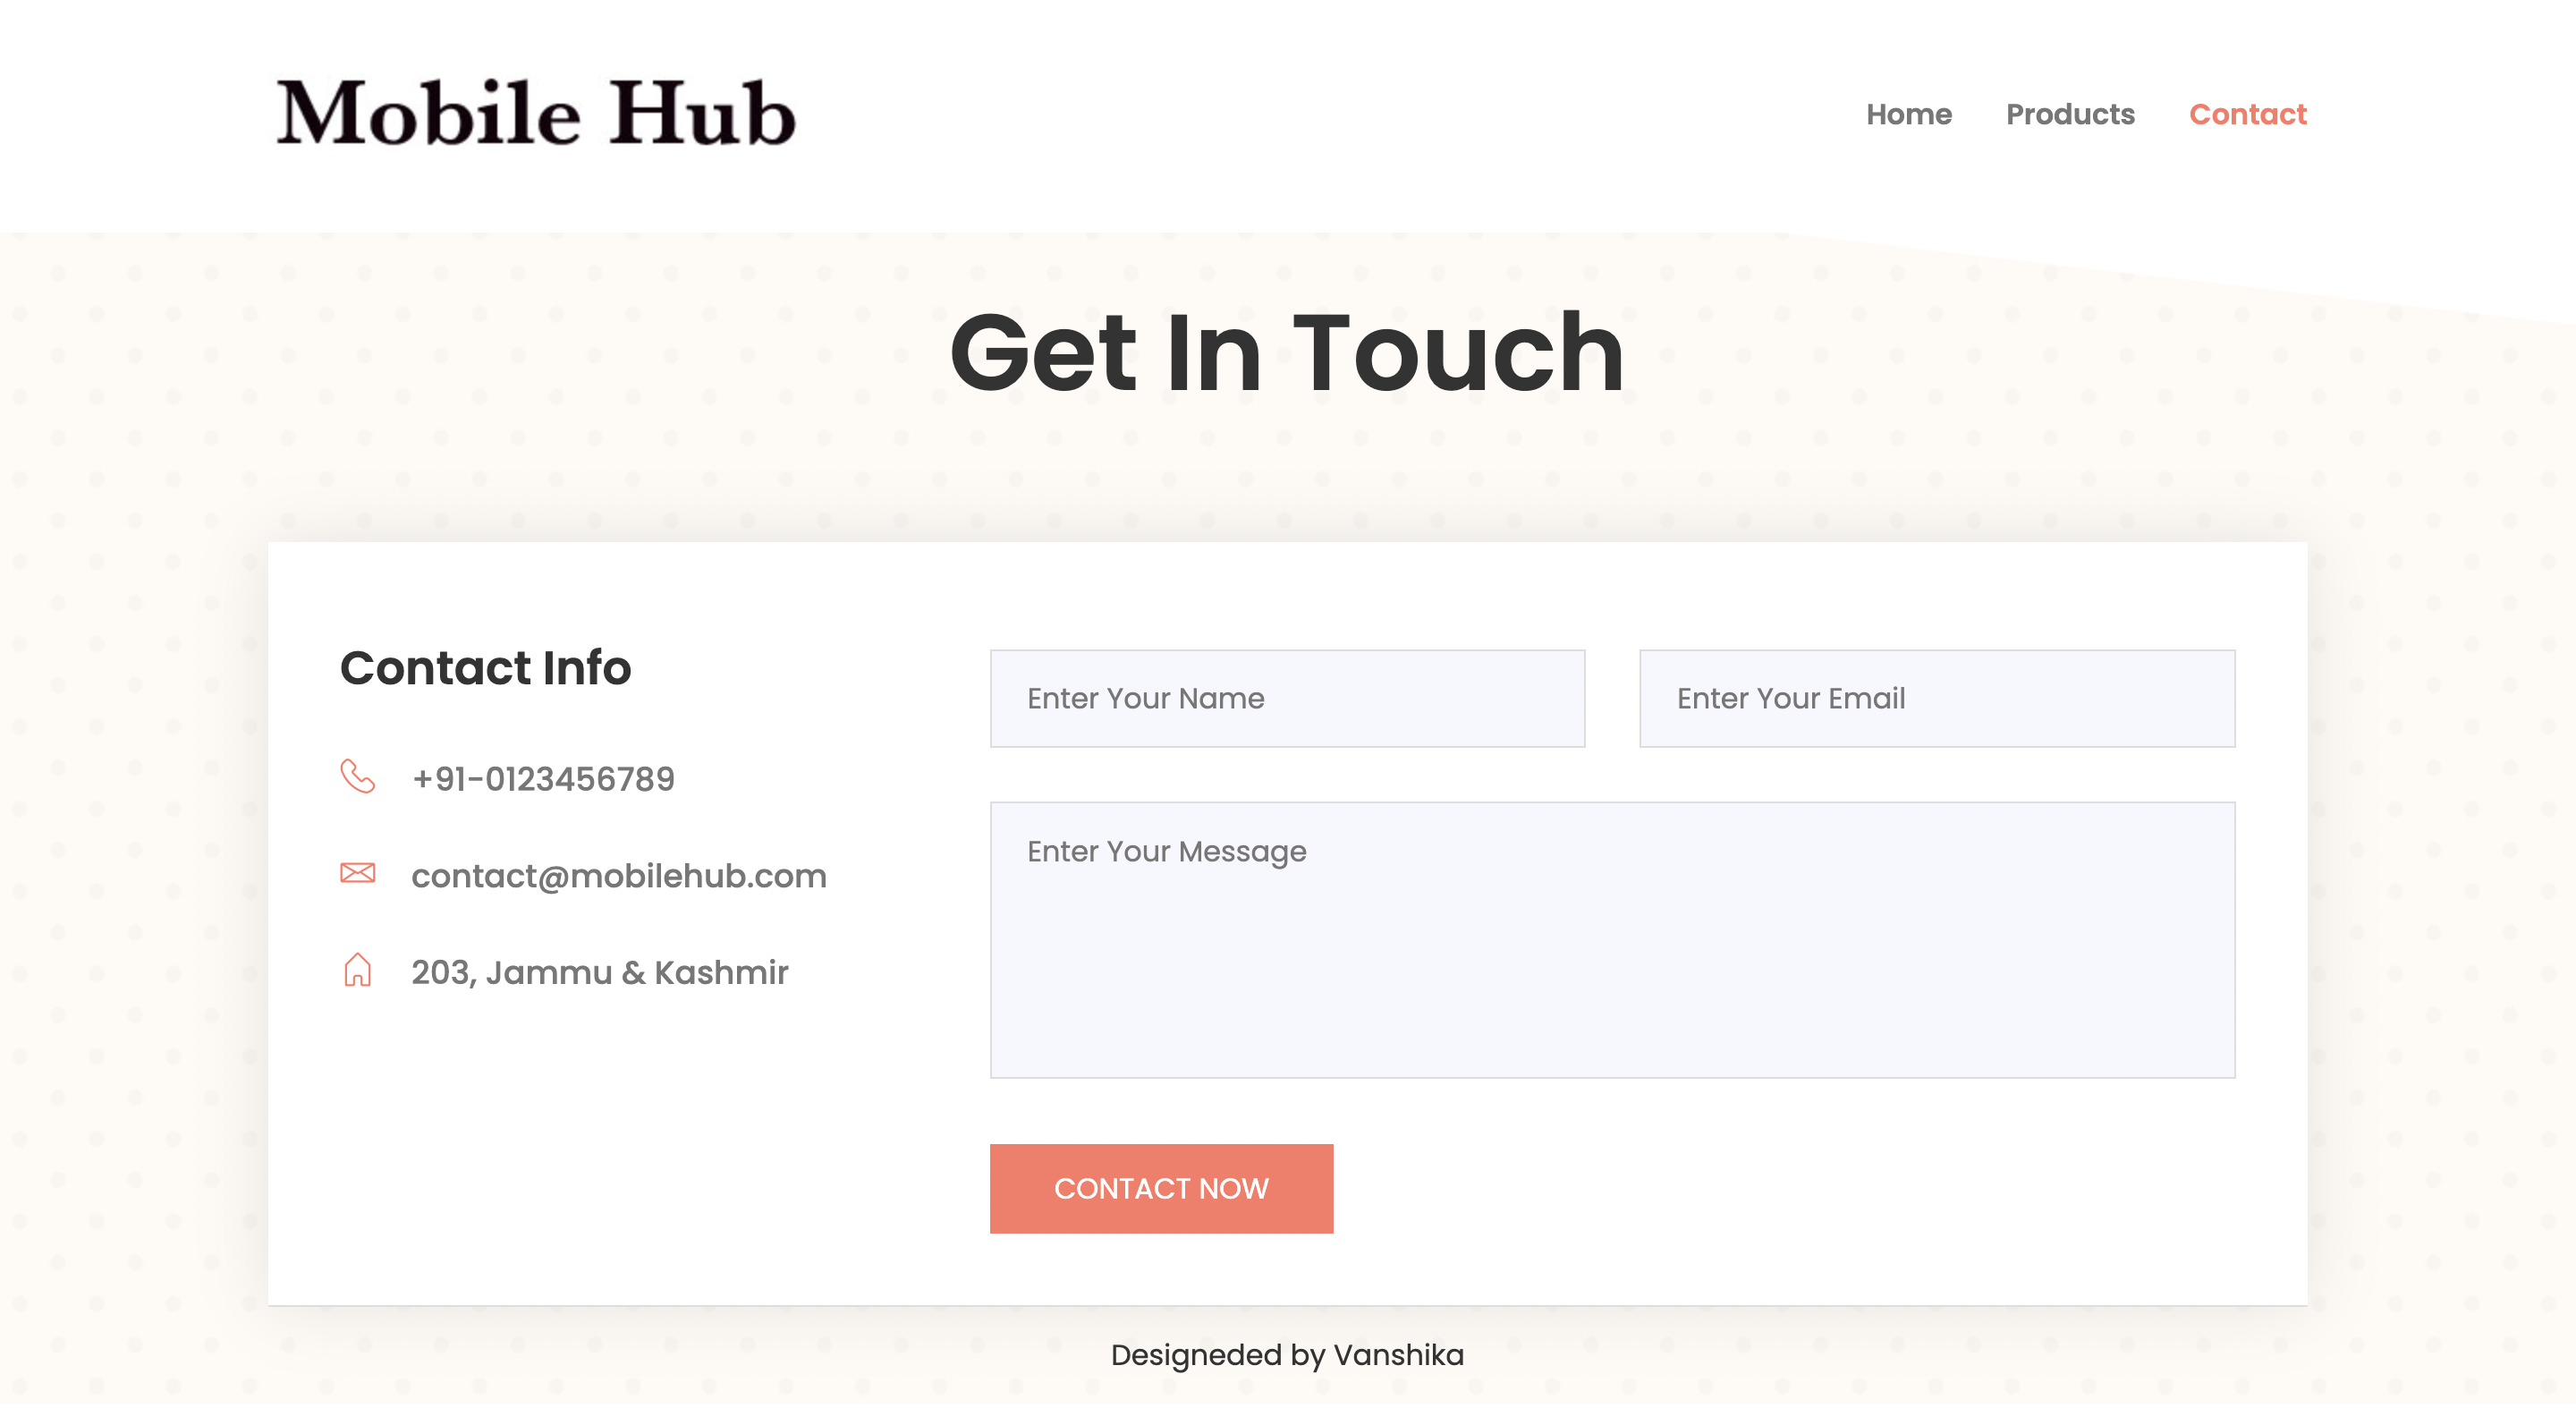 Mobile Hub
Home Products Contact
Get In Touch
Contact Info
+91-0123456789
contact@mobilehub.com
203, Jammu & Kashmir
Enter Your Name
Enter Your Email
Enter Your Message
CONTACT NOW
Designeded by Vanshika